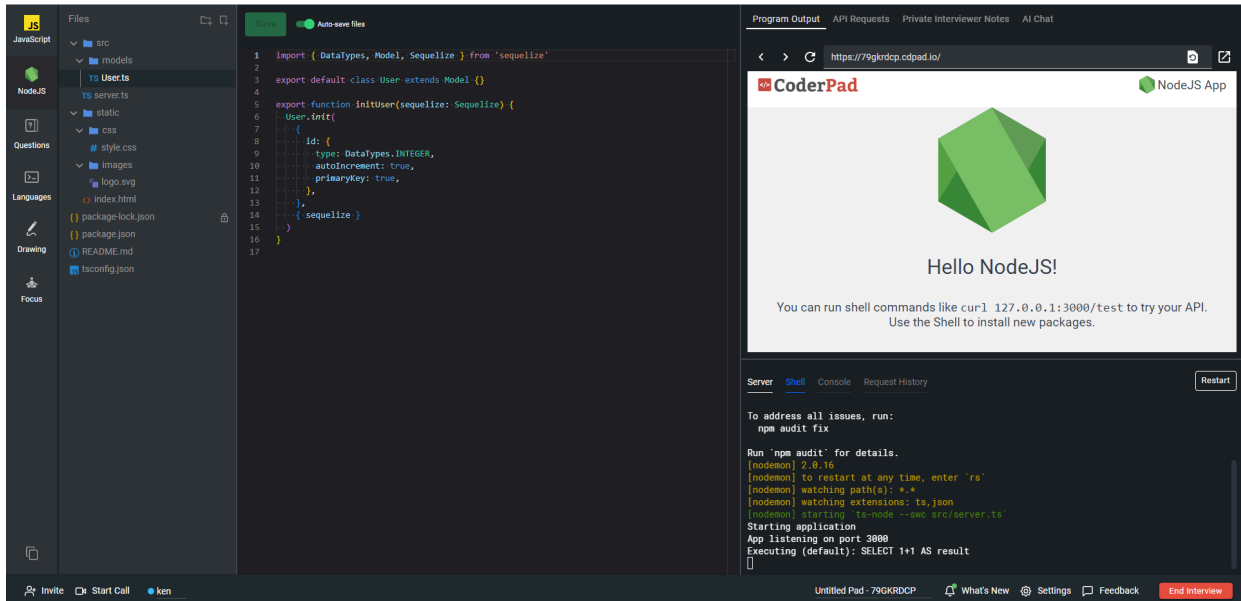 JS
JavaScript
NodeJS
Questions
Languages
Drawing
Focus
Files
src
models
TS User.ts
TS server.ts
static
css
# style.css
images
logo.svg
<> index.html
{} package-lock.json
{} package.json
README.md
TS tsconfig.json
Save
Auto-save files
1 import { DataTypes, Model, Sequelize } from 'sequelize'
2
3 export default class User extends Model {}
4
5 export function initUser(sequelize: Sequelize) {
6 User.init(
7 {
8 id: {
9 type: DataTypes.INTEGER,
10 autoIncrement: true,
11 primaryKey: true,
12 },
13 },
14 { sequelize }
15 )
16 }
17
Program Output API Requests Private Interviewer Notes AI Chat
https://79gkrdcp.cdpad.io/
CoderPad
NodeJS App
Hello NodeJS!
You can run shell commands like curl 127.0.0.1:3000/test to try your API.
Use the Shell to install new packages.
Server Shell Console Request History
Restart
To address all issues, run:
npm audit fix
Run `npm audit` for details.
[nodemon] 2.0.16
[nodemon] to restart at any time, enter `rs`
[nodemon] watching path(s): *.*
[nodemon] watching extensions: ts,json
[nodemon] starting `ts-node --swc src/server.ts`
Starting application
App listening on port 3000
Executing (default): SELECT 1+1 AS result
Invite Start Call ken
Untitled Pad - 79GKRDCP What's New Settings Feedback End Interview